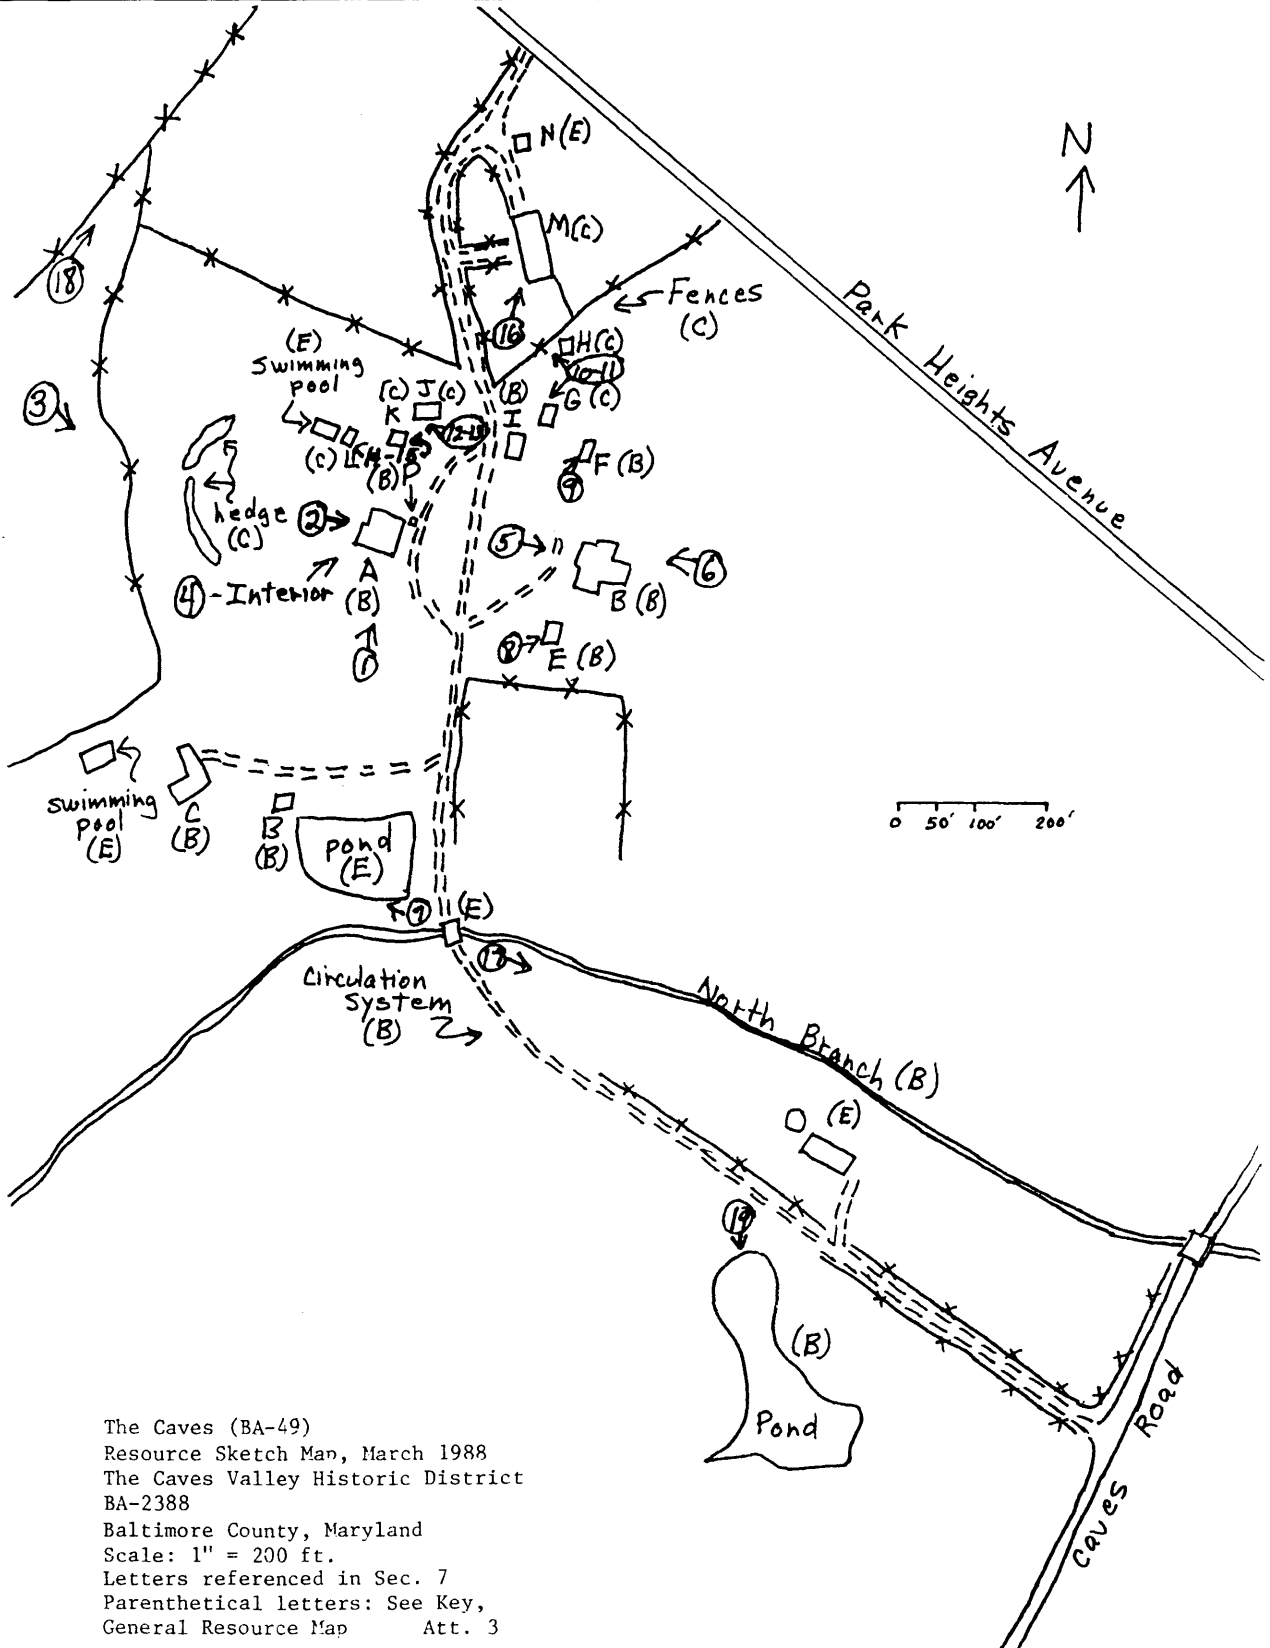 N
N (E)
M(C)
18
Fences
(C)
Park Heights Avenue
16
H(C)
10-11
(E)
Swimming
pool
(C) J(C)
K
(B)
I
G (C)
3
(C) L
(B) P
F (B)
9
hedge
(C)
2
5
6
4 - Interior
A
(B)
B (B)
1
8
E (B)
Swimming
pool
(E)
C
(B)
B
(B)
pond
(E)
0 50' 100' 200'
(E)
17
Circulation
System
(B)
North Branch (B)
(E)
19
(B)
Pond
Caves Road
The Caves (BA-49)
Resource Sketch Map, March 1988
The Caves Valley Historic District
BA-2388
Baltimore County, Maryland
Scale: 1" = 200 ft.
Letters referenced in Sec. 7
Parenthetical letters: See Key,
General Resource Map Att. 3